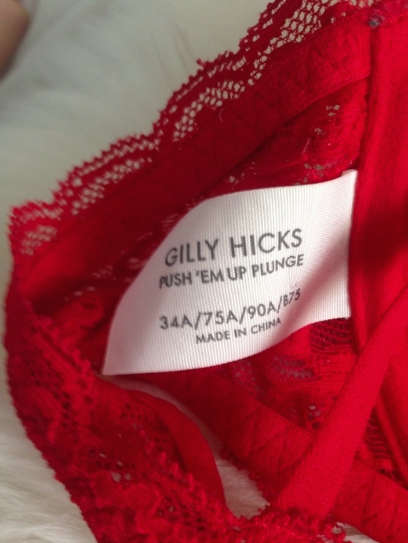 GILLY HICKS
PUSH 'EM UP PLUNGE
34A/75A/90A/B75
MADE IN CHINA